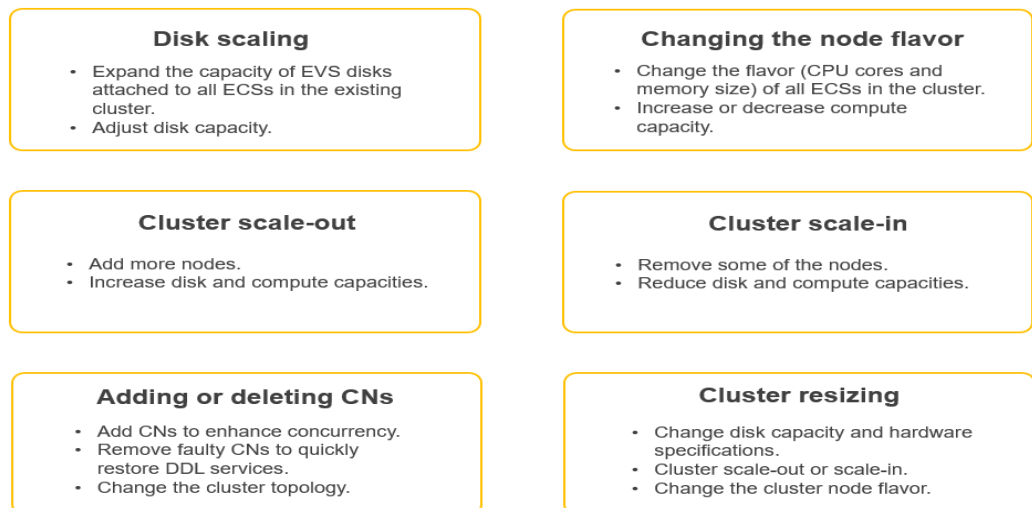 Disk scaling
• Expand the capacity of EVS disks
attached to all ECSs in the existing
cluster.
• Adjust disk capacity.
Changing the node flavor
• Change the flavor (CPU cores and
memory size) of all ECSs in the cluster.
• Increase or decrease compute
capacity.
Cluster scale-out
• Add more nodes.
• Increase disk and compute capacities.
Cluster scale-in
• Remove some of the nodes.
• Reduce disk and compute capacities.
Adding or deleting CNs
• Add CNs to enhance concurrency.
• Remove faulty CNs to quickly
restore DDL services.
• Change the cluster topology.
Cluster resizing
• Change disk capacity and hardware
specifications.
• Cluster scale-out or scale-in.
• Change the cluster node flavor.